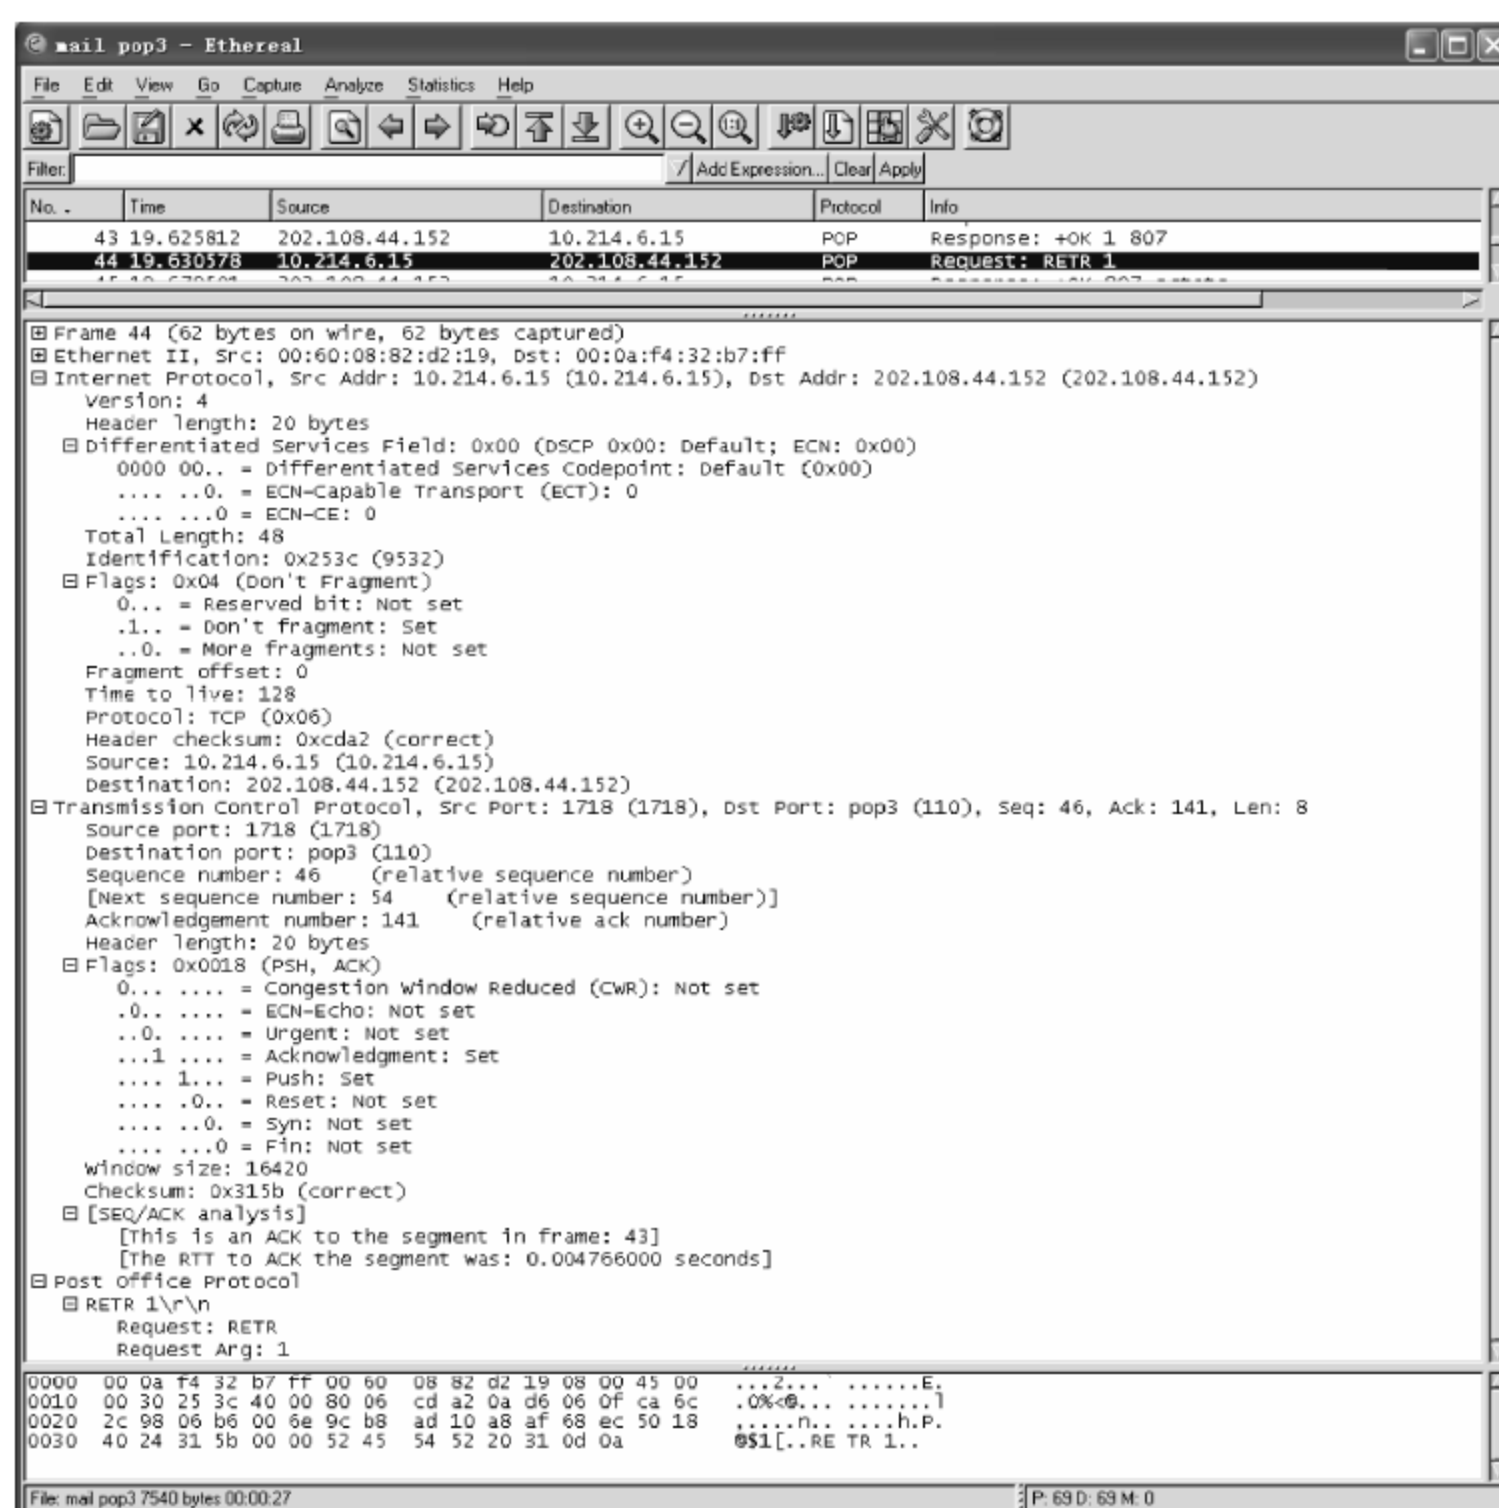 mail pop3 - Ethereal
File Edit View Go Capture Analyze Statistics Help
Filter: Add Expression... Clear Apply
No. Time Source Destination Protocol Info
43 19.625812 202.108.44.152 10.214.6.15 POP Response: +OK 1 807
44 19.630578 10.214.6.15 202.108.44.152 POP Request: RETR 1
Frame 44 (62 bytes on wire, 62 bytes captured)
Ethernet II, Src: 00:60:08:82:d2:19, Dst: 00:0a:f4:32:b7:ff
Internet Protocol, Src Addr: 10.214.6.15 (10.214.6.15), Dst Addr: 202.108.44.152 (202.108.44.152)
Version: 4
Header length: 20 bytes
Differentiated Services Field: 0x00 (DSCP 0x00: Default; ECN: 0x00)
0000 00.. = Differentiated Services Codepoint: Default (0x00)
.... ..0. = ECN-Capable Transport (ECT): 0
.... ...0 = ECN-CE: 0
Total Length: 48
Identification: 0x253c (9532)
Flags: 0x04 (Don't Fragment)
0... = Reserved bit: Not set
.1.. = Don't fragment: Set
..0. = More fragments: Not set
Fragment offset: 0
Time to live: 128
Protocol: TCP (0x06)
Header checksum: 0xcda2 (correct)
Source: 10.214.6.15 (10.214.6.15)
Destination: 202.108.44.152 (202.108.44.152)
Transmission Control Protocol, Src Port: 1718 (1718), Dst Port: pop3 (110), Seq: 46, Ack: 141, Len: 8
Source port: 1718 (1718)
Destination port: pop3 (110)
Sequence number: 46 (relative sequence number)
[Next sequence number: 54 (relative sequence number)]
Acknowledgement number: 141 (relative ack number)
Header length: 20 bytes
Flags: 0x0018 (PSH, ACK)
0... .... = Congestion Window Reduced (CWR): Not set
.0.. .... = ECN-Echo: Not set
..0. .... = Urgent: Not set
...1 .... = Acknowledgment: Set
.... 1... = Push: Set
.... .0.. = Reset: Not set
.... ..0. = Syn: Not set
.... ...0 = Fin: Not set
Window size: 16420
Checksum: 0x315b (correct)
[SEQ/ACK analysis]
[This is an ACK to the segment in frame: 43]
[The RTT to ACK the segment was: 0.004766000 seconds]
Post Office Protocol
RETR 1\r\n
Request: RETR
Request Arg: 1
0000 00 0a f4 32 b7 ff 00 60 08 82 d2 19 08 00 45 00 ...2...` ......E.
0010 00 30 25 3c 40 00 80 06 cd a2 0a d6 06 0f ca 6c .0%<@... .......l
0020 2c 98 06 b6 00 6e 9c b8 ad 10 a8 af 68 ec 50 18 ,....n.. ....h.P.
0030 40 24 31 5b 00 00 52 45 54 52 20 31 0d 0a @$1[..RE TR 1..
File: mail pop3 7540 bytes 00:00:27
P: 69 D: 69 M: 0